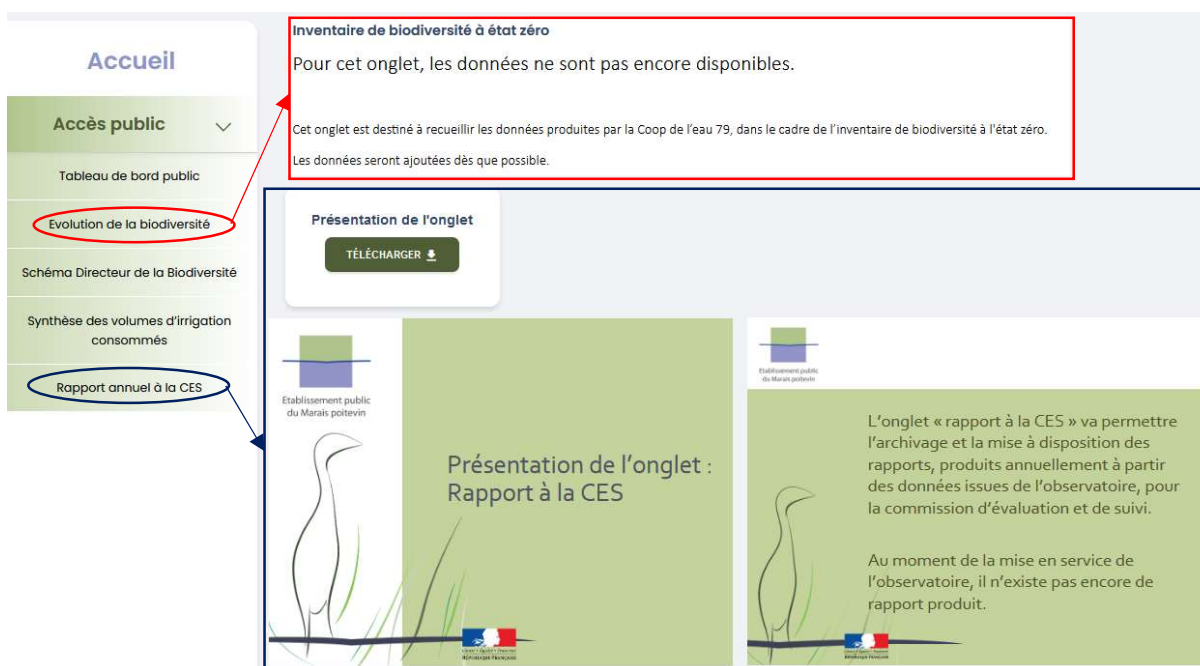 Accueil
Accès public
Tableau de bord public
Evolution de la biodiversité
Schéma Directeur de la Biodiversité
Synthèse des volumes d'irrigation
consommés
Rapport annuel à la CES
Inventaire de biodiversité à état zéro
Pour cet onglet, les données ne sont pas encore disponibles.
Cet onglet est destiné à recueillir les données produites par la Coop de l'eau 79, dans le cadre de l'inventaire de biodiversité à l'état zéro.
Les données seront ajoutées dès que possible.
Présentation de l'onglet
TÉLÉCHARGER
Etablissement public
du Marais poitevin
Présentation de l'onglet :
Rapport à la CES
RÉPUBLIQUE FRANÇAISE
Etablissement public
du Marais poitevin
L'onglet « rapport à la CES » va permettre
l'archivage et la mise à disposition des
rapports, produits annuellement à partir
des données issues de l'observatoire, pour
la commission d'évaluation et de suivi.
Au moment de la mise en service de
l'observatoire, il n'existe pas encore de
rapport produit.
RÉPUBLIQUE FRANÇAISE